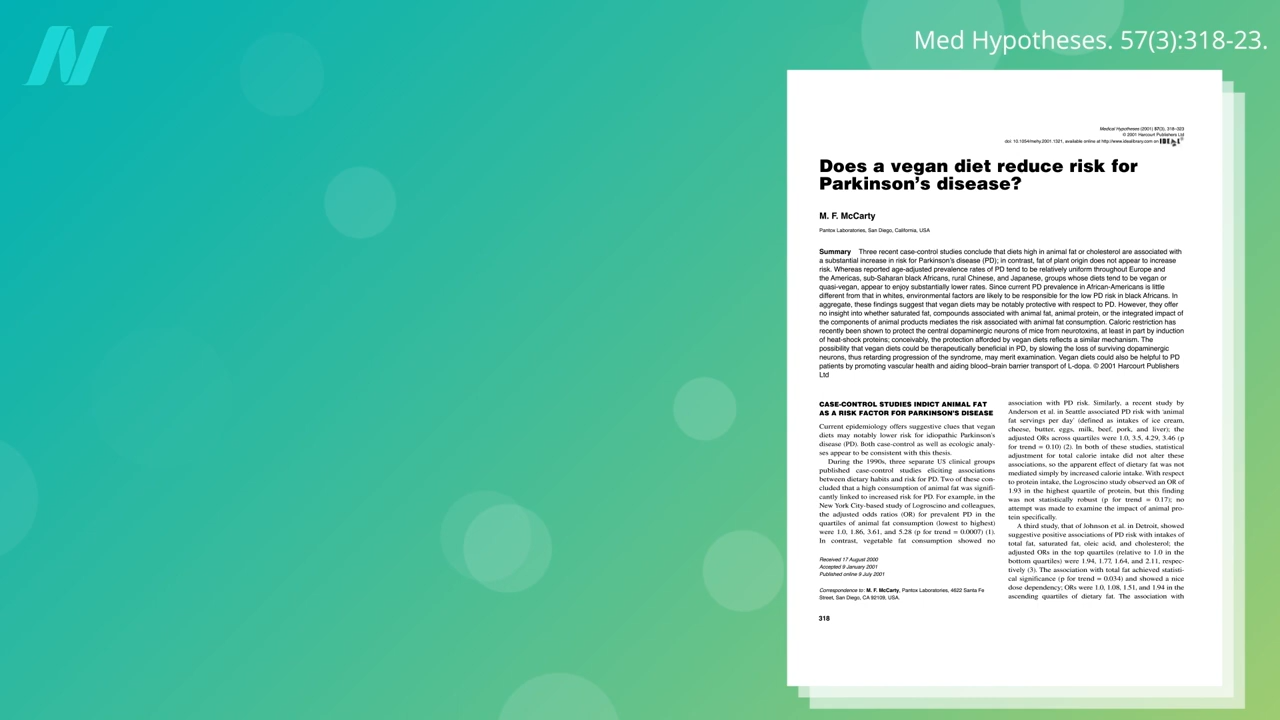 Med Hypotheses. 57(3):318-23.
Medical Hypotheses (2001) 57(3), 318–323
© 2001 Harcourt Publishers Ltd
doi: 10.1054/mehy.2001.1321, available online at http://www.idealibrary.com on
Does a vegan diet reduce risk for
Parkinson’s disease?
M. F. McCarty
Pantox Laboratories, San Diego, California, USA
Summary Three recent case-control studies conclude that diets high in animal fat or cholesterol are associated with
a substantial increase in risk for Parkinson's disease (PD); in contrast, fat of plant origin does not appear to increase
risk. Whereas reported age-adjusted prevalence rates of PD tend to be relatively uniform throughout Europe and
the Americas, sub-Saharan black Africans, rural Chinese, and Japanese, groups whose diets tend to be vegan or
quasi-vegan, appear to enjoy substantially lower rates. Since current PD prevalence in African-Americans is little
different from that in whites, environmental factors are likely to be responsible for the low PD risk in black Africans. In
aggregate, these findings suggest that vegan diets may be notably protective with respect to PD. However, they offer
no insight into whether saturated fat, compounds associated with animal fat, animal protein, or the integrated impact of
the components of animal products mediates the risk associated with animal fat consumption. Caloric restriction has
recently been shown to protect the central dopaminergic neurons of mice from neurotoxins, at least in part by induction
of heat-shock proteins; conceivably, the protection afforded by vegan diets reflects a similar mechanism. The
possibility that vegan diets could be therapeutically beneficial in PD, by slowing the loss of surviving dopaminergic
neurons, thus retarding progression of the syndrome, may merit examination. Vegan diets could also be helpful to PD
patients by promoting vascular health and aiding blood–brain barrier transport of L-dopa. © 2001 Harcourt Publishers
Ltd
CASE-CONTROL STUDIES INDICT ANIMAL FAT
AS A RISK FACTOR FOR PARKINSON'S DISEASE
Current epidemiology offers suggestive clues that vegan
diets may notably lower risk for idiopathic Parkinson's
disease (PD). Both case-control as well as ecologic analy-
ses appear to be consistent with this thesis.
During the 1990s, three separate US clinical groups
published case-control studies eliciting associations
between dietary habits and risk for PD. Two of these con-
cluded that a high consumption of animal fat was signifi-
cantly linked to increased risk for PD. For example, in the
New York City-based study of Logroscino and colleagues,
the adjusted odds ratios (OR) for prevalent PD in the
quartiles of animal fat consumption (lowest to highest)
were 1.0, 1.86, 3.61, and 5.28 (p for trend = 0.0007) (1).
In contrast, vegetable fat consumption showed no
Received 17 August 2000
Accepted 9 January 2001
Published online 9 July 2001
Correspondence to: M. F. McCarty, Pantox Laboratories, 4622 Santa Fe
Street, San Diego, CA 92109, USA.
318
association with PD risk. Similarly, a recent study by
Anderson et al. in Seattle associated PD risk with 'animal
fat servings per day' (defined as intakes of ice cream,
cheese, butter, eggs, milk, beef, pork, and liver); the
adjusted ORs across quartiles were 1.0, 3.5, 4.29, 3.46 (p
for trend = 0.10) (2). In both of these studies, statistical
adjustment for total calorie intake did not alter these
associations, so the apparent effect of dietary fat was not
mediated simply by increased calorie intake. With respect
to protein intake, the Logroscino study observed an OR of
1.93 in the highest quartile of protein, but this finding
was not statistically robust (p for trend = 0.17); no
attempt was made to examine the impact of animal pro-
tein specifically.
A third study, that of Johnson et al. in Detroit, showed
suggestive positive associations of PD risk with intakes of
total fat, saturated fat, oleic acid, and cholesterol; the
adjusted ORs in the top quartiles (relative to 1.0 in the
bottom quartiles) were 1.94, 1.77, 1.64, and 2.11, respec-
tively (3). The association with total fat achieved statisti-
cal significance (p for trend = 0.034) and showed a nice
dose dependency; ORs were 1.0, 1.08, 1.51, and 1.94 in the
ascending quartiles of dietary fat. The association with